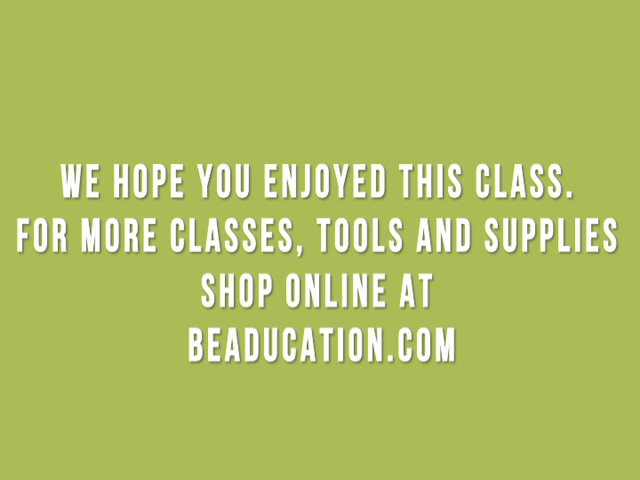 WE HOPE YOU ENJOYED THIS CLASS.
FOR MORE CLASSES, TOOLS AND SUPPLIES
SHOP ONLINE AT
BEADUCATION.COM